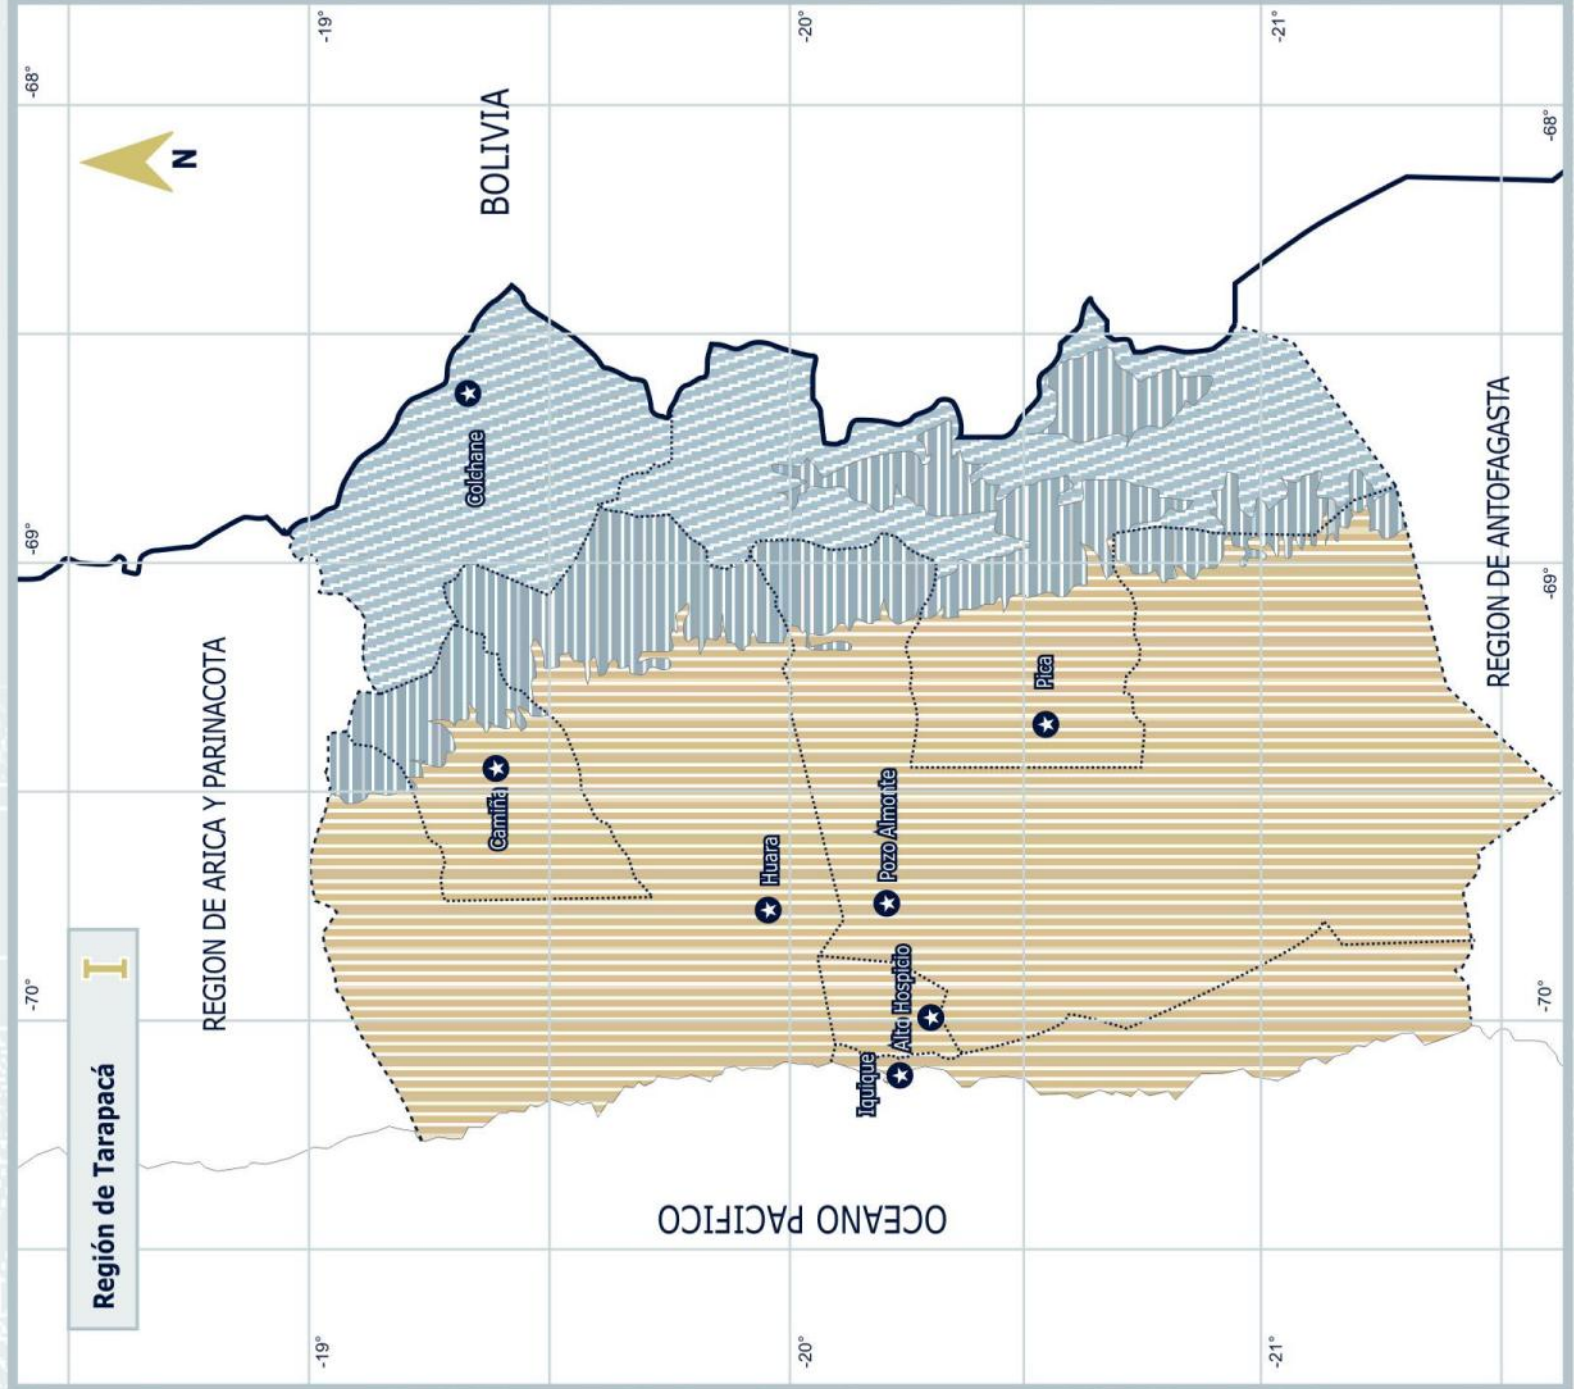 -70°
-69°
-68°
Región de Tarapacá I
N
REGION DE ARICA Y PARINACOTA
-19°
-19°
Colchane
BOLIVIA
Camiña
Huara
-20°
-20°
OCEANO PACIFICO
Iquique
Pozo Almonte
Alto Hospicio
Pica
-21°
-21°
REGION DE ANTOFAGASTA
-70°
-69°
-68°